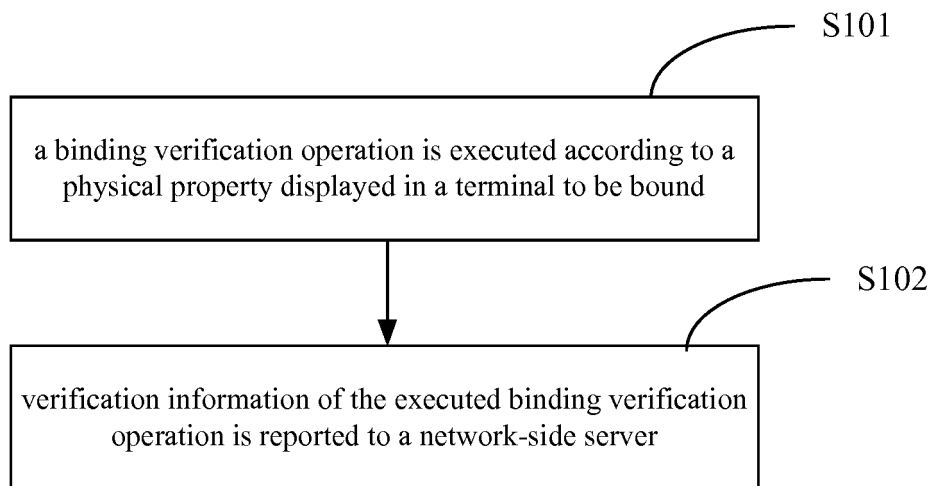 S101
a binding verification operation is executed according to a
physical property displayed in a terminal to be bound
S102
verification information of the executed binding verification
operation is reported to a network-side server